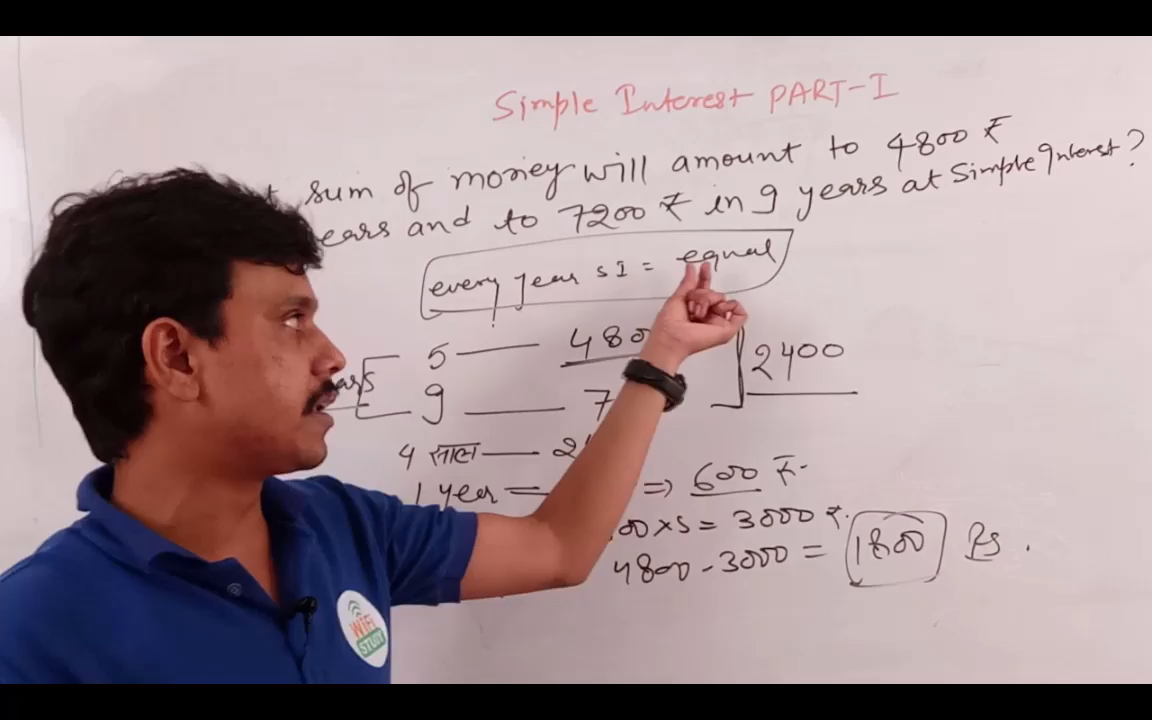 Simple Interest PART-I
sum of money will amount to 4800 ₹
ears and to 7200 ₹ in 9 years at Simple Interest?
every year SI = equal
5 — 480
9 — 7
ars
2400
4 साल — 2
1 year = => 600 ₹.
00 x 5 = 3000 ₹.
4800 - 3000 = 1800 Rs.
WiFi
STUDY